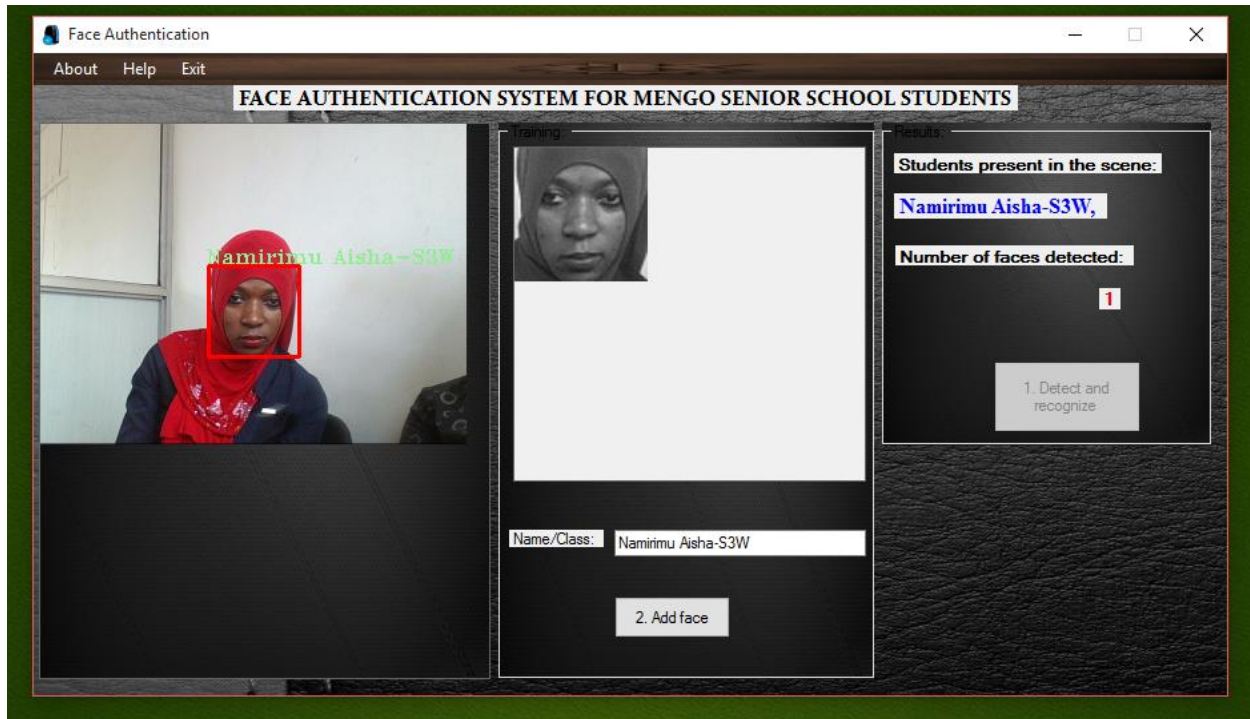 Face Authentication
About Help Exit
FACE AUTHENTICATION SYSTEM FOR MENGO SENIOR SCHOOL STUDENTS
Namirimu Aisha-S3W
Training:
Name/Class:
Namirimu Aisha-S3W
2. Add face
Results:
Students present in the scene:
Namirimu Aisha-S3W,
Number of faces detected:
1
1. Detect and
recognize